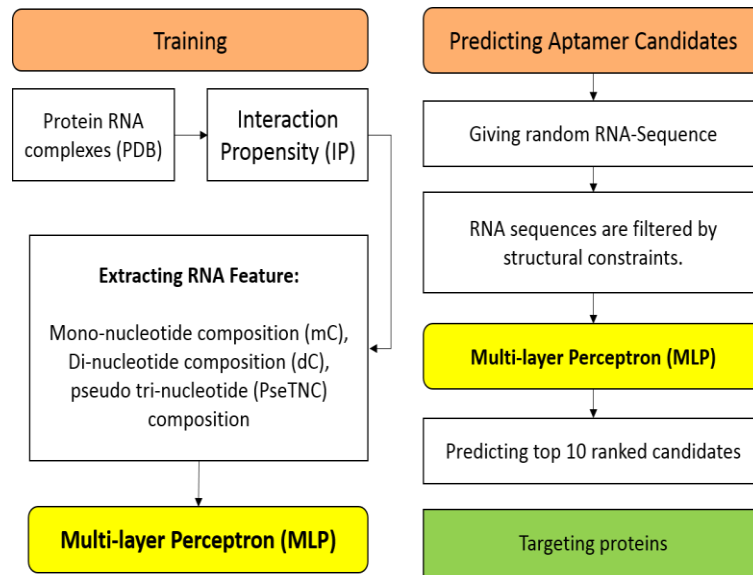 Training
Protein RNA
complexes (PDB)
Interaction
Propensity (IP)
Extracting RNA Feature:
Mono-nucleotide composition (mC),
Di-nucleotide composition (dC),
pseudo tri-nucleotide (PseTNC)
composition
Multi-layer Perceptron (MLP)
Predicting Aptamer Candidates
Giving random RNA-Sequence
RNA sequences are filtered by
structural constraints.
Multi-layer Perceptron (MLP)
Predicting top 10 ranked candidates
Targeting proteins